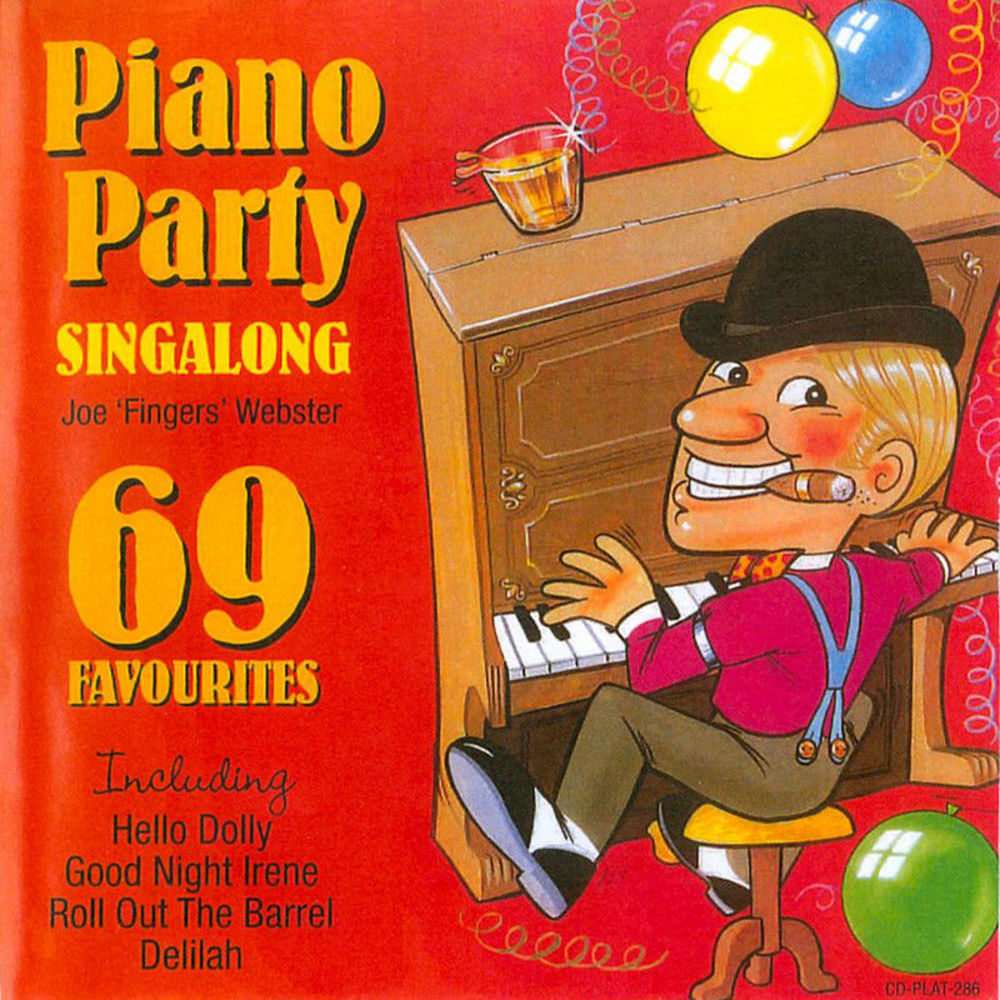 Piano
Party
SINGALONG
Joe ‘Fingers’ Webster
69
FAVOURITES
Including
Hello Dolly
Good Night Irene
Roll Out The Barrel
Delilah
CD-PLAT-286